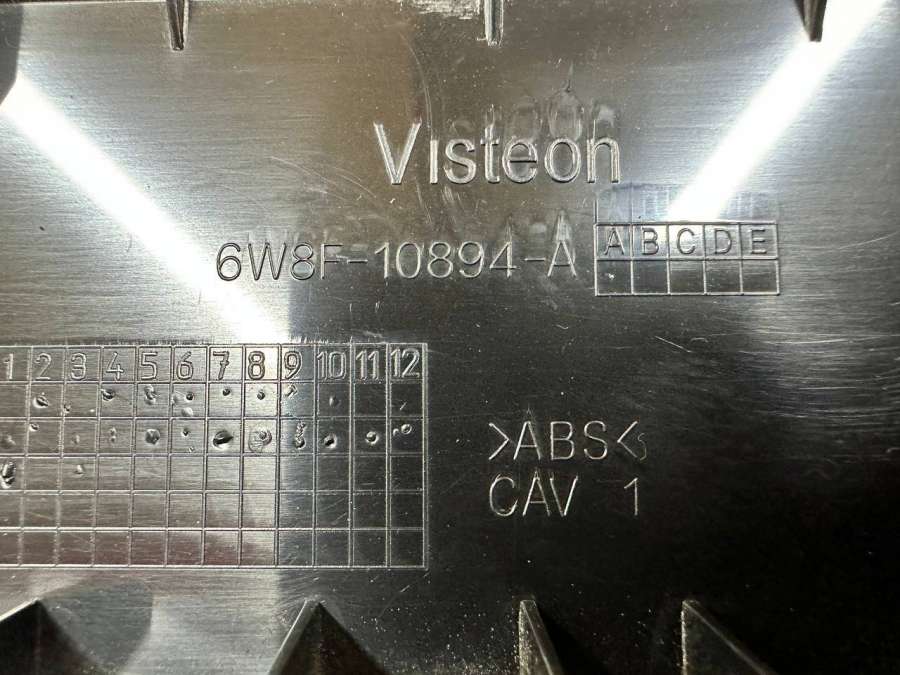 Visteon
6W8F-10894-A
A B C D E
1 2 3 4 5 6 7 8 9 10 11 12
>ABS<
CAV 1